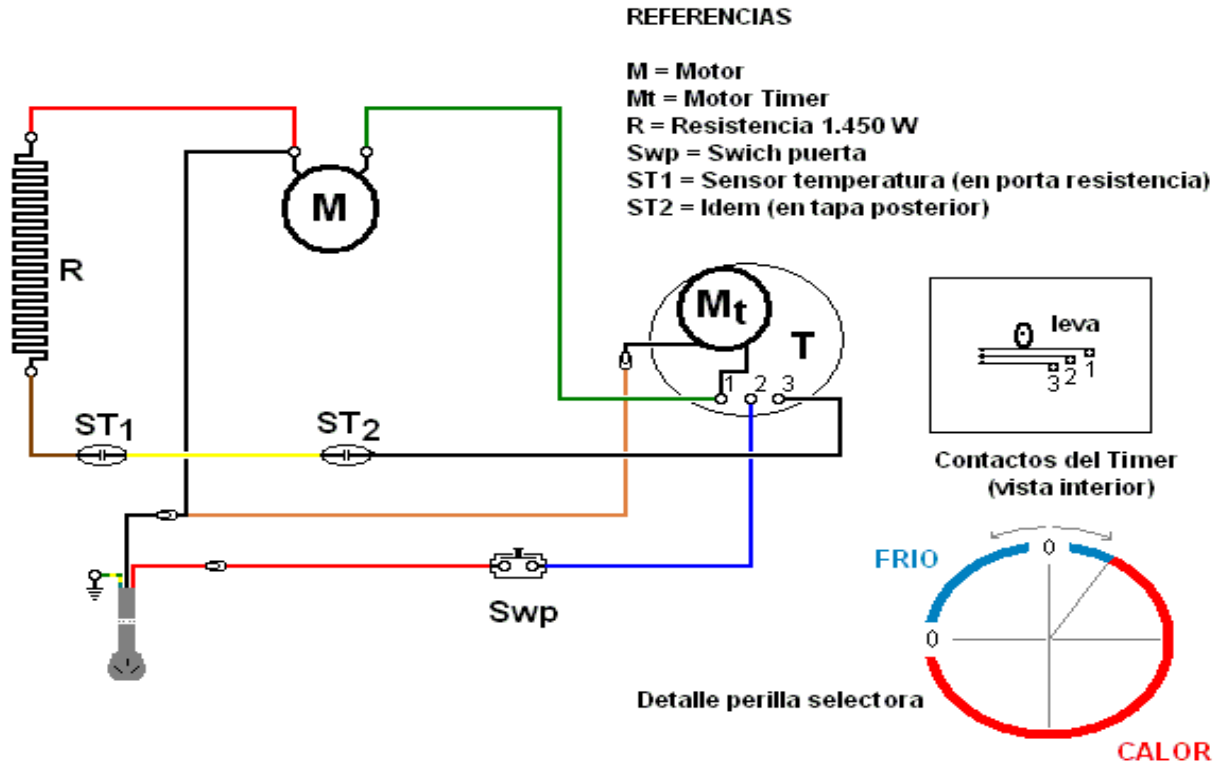 REFERENCIAS
M = Motor
Mt = Motor Timer
R = Resistencia 1.450 W
Swp = Swich puerta
ST1 = Sensor temperatura (en porta resistencia)
ST2 = Idem (en tapa posterior)
M
R
Mt
T
1 2 3
ST1
ST2
0 leva
3 2 1
Contactos del Timer
(vista interior)
Swp
FRIO
0
0
Detalle perilla selectora
CALOR